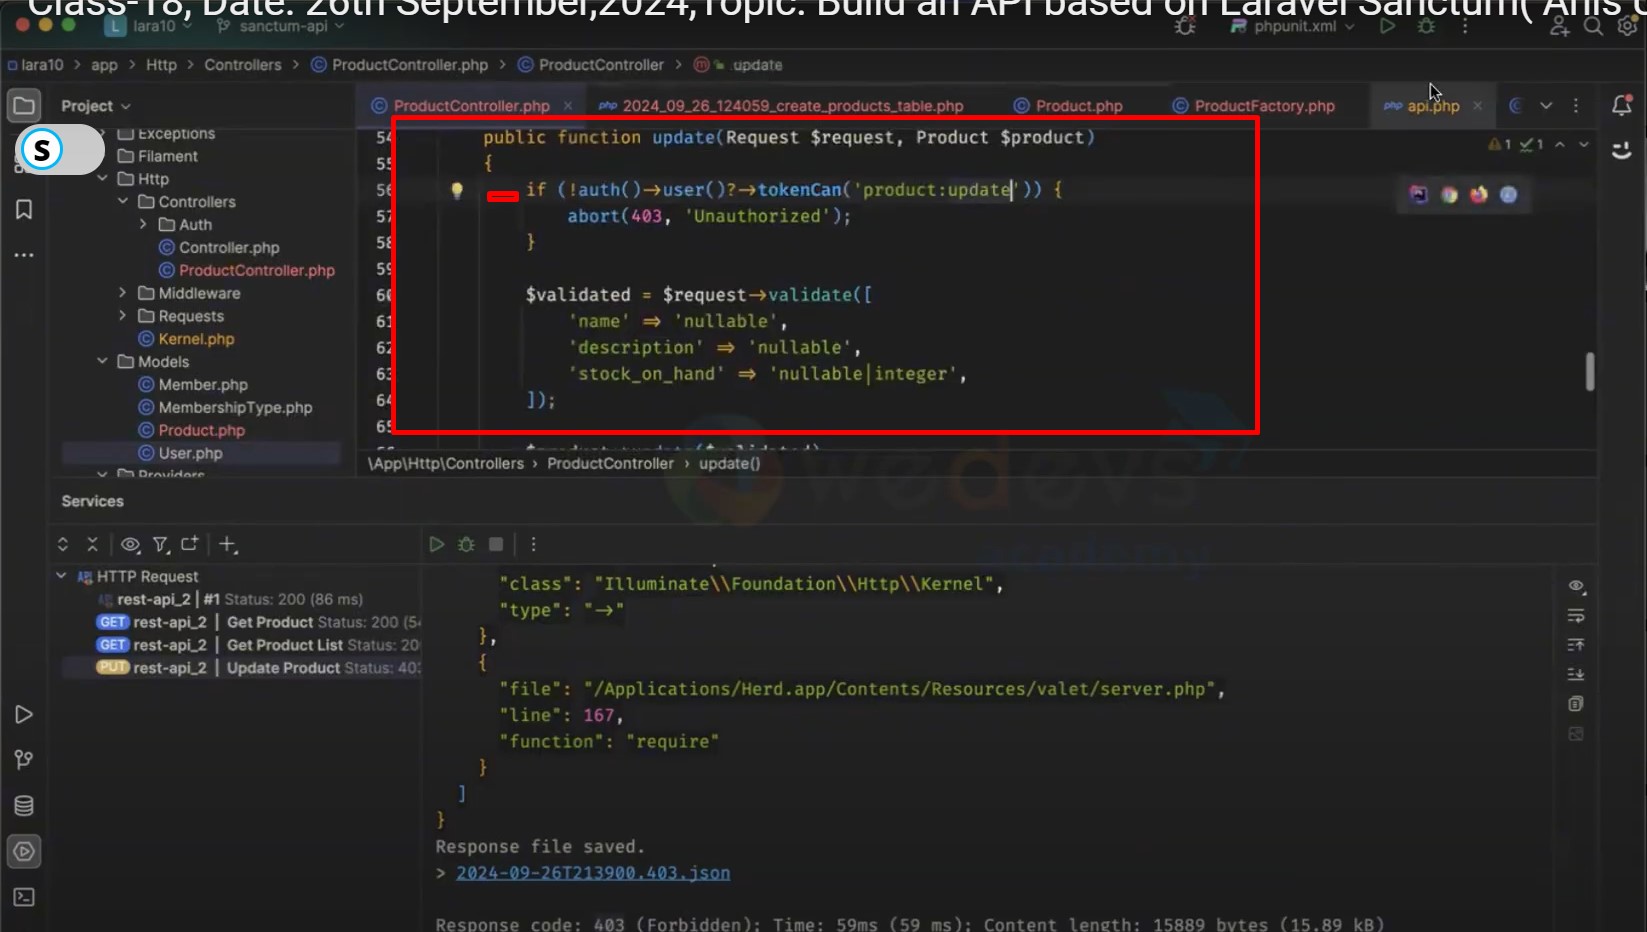 Class-18, Date: 26th September,2024,Topic: Build an API based on Laravel Sanctum( Anis
L lara10 sanctum-api phpunit.xml
lara10 > app > Http > Controllers > ProductController.php > ProductController > m update
Project
ProductController.php × php 2024_09_26_124059_create_products_table.php Product.php ProductFactory.php php api.php ×
Exceptions
Filament
Http
Controllers
Auth
Controller.php
ProductController.php
Middleware
Requests
Kernel.php
Models
Member.php
MembershipType.php
Product.php
User.php
Providers
S
1 1
54 public function update(Request $request, Product $product)
55 {
56 if (!auth()→user()?→tokenCan('product:update')) {
57 abort(403, 'Unauthorized');
58 }
59
60 $validated = $request→validate([
61 'name' ⇒ 'nullable',
62 'description' ⇒ 'nullable',
63 'stock_on_hand' ⇒ 'nullable|integer',
64 ]);
65
\App\Http\Controllers > ProductController > update()
wedevs
academy
Services
HTTP Request
rest-api_2 | #1 Status: 200 (86 ms)
GET rest-api_2 | Get Product Status: 200
GET rest-api_2 | Get Product List Status:
PUT rest-api_2 | Update Product Status: 403
"class": "Illuminate\\Foundation\\Http\\Kernel",
"type": "→"
},
{
"file": "/Applications/Herd.app/Contents/Resources/valet/server.php",
"line": 167,
"function": "require"
}
]
}
Response file saved.
> 2024-09-26T213900.403.json
Response code: 403 (Forbidden); Time: 59ms (59 ms); Content length: 15889 bytes (15.89 kB)